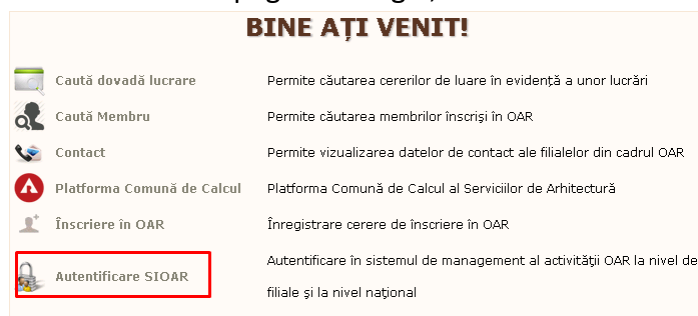 BINE AȚI VENIT!
Caută dovadă lucrare Permite căutarea cererilor de luare în evidență a unor lucrări
Caută Membru Permite căutarea membrilor înscriși în OAR
Contact Permite vizualizarea datelor de contact ale filialelor din cadrul OAR
Platforma Comună de Calcul Platforma Comună de Calcul al Serviciilor de Arhitectură
Înscriere în OAR Înregistrare cerere de înscriere în OAR
Autentificare SIOAR Autentificare în sistemul de management al activității OAR la nivel de
filiale și la nivel național